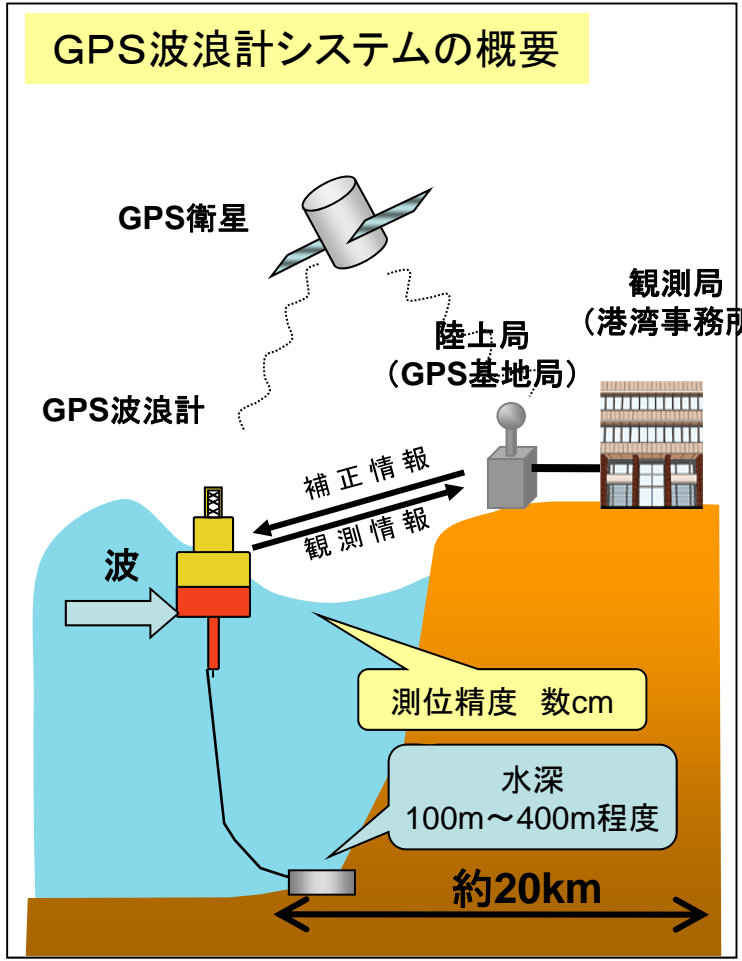 GPS波浪計システムの概要
GPS衛星
観測局
（港湾事務所
陸上局
（GPS基地局）
GPS波浪計
補正情報
観測情報
波
測位精度　数cm
水深
100m～400m程度
約20km